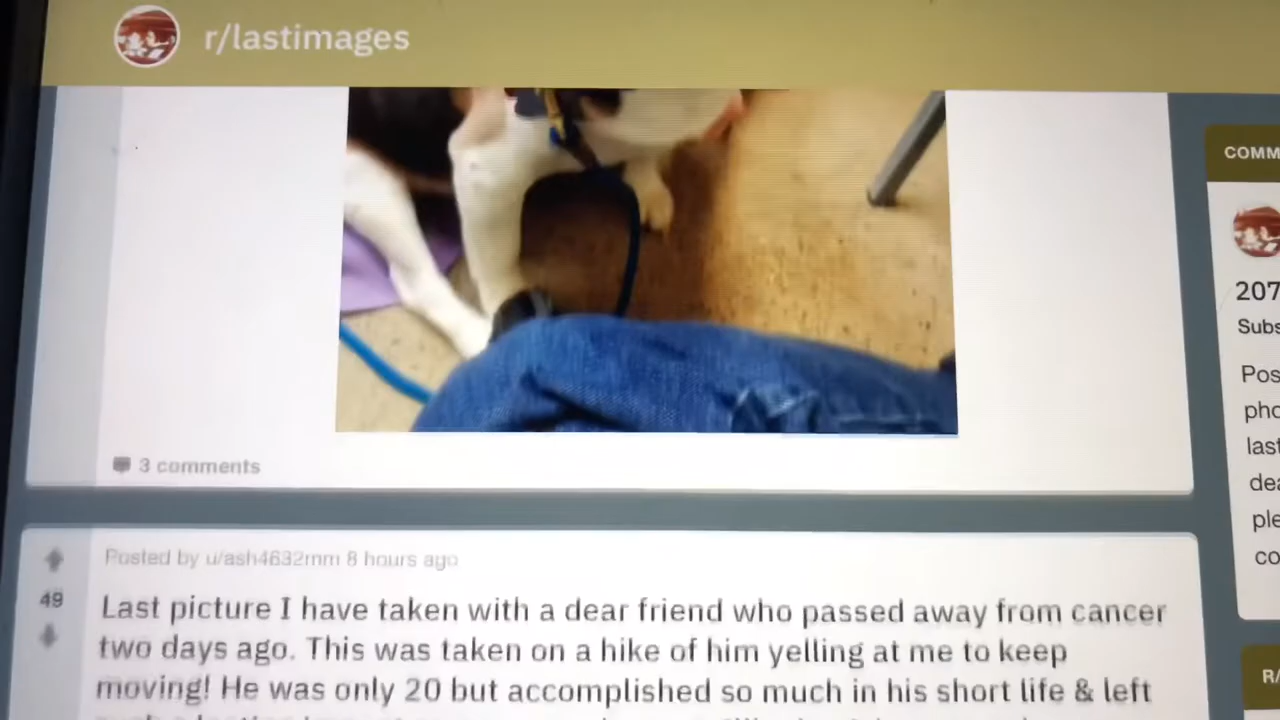 r/lastimages
COMM
207
Subs
Pos
pho
last
dea
ple
co
3 comments
Posted by u/ash4632mm 8 hours ago
49
Last picture I have taken with a dear friend who passed away from cancer
two days ago. This was taken on a hike of him yelling at me to keep
moving! He was only 20 but accomplished so much in his short life & left
R/